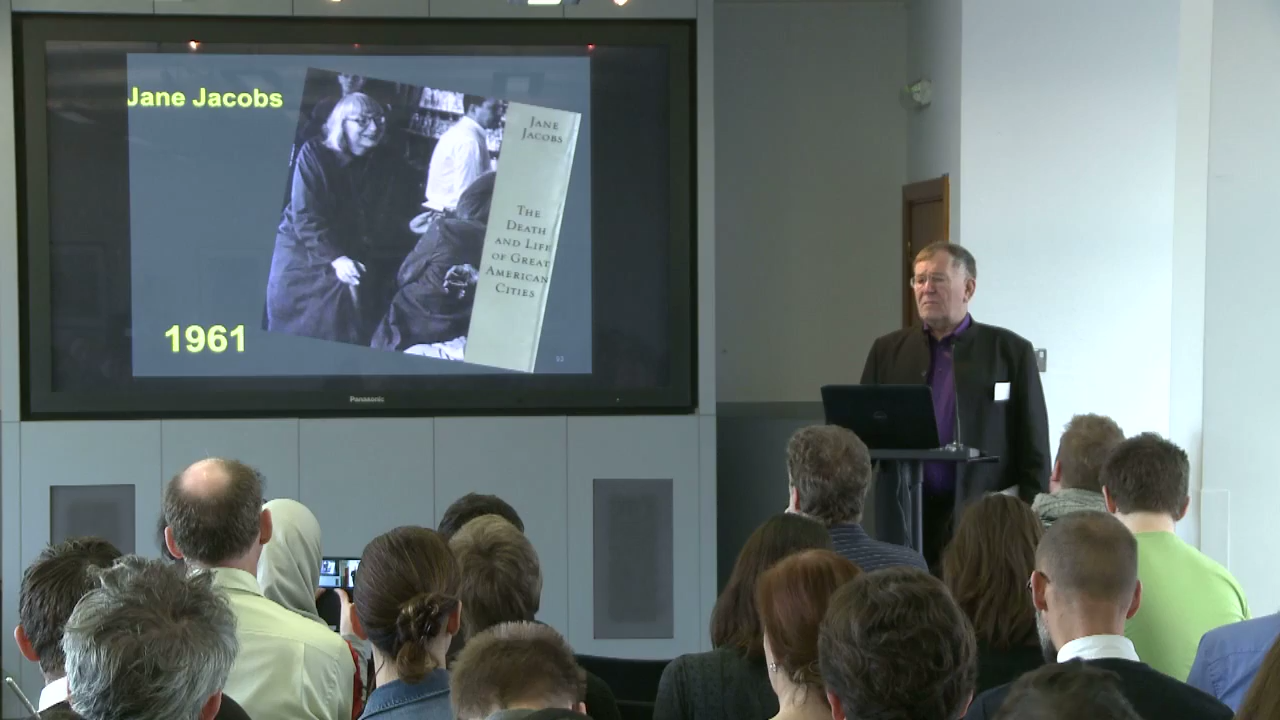 Jane Jacobs
JANE
JACOBS
THE
DEATH
AND LIFE
OF GREAT
AMERICAN
CITIES
1961
Panasonic